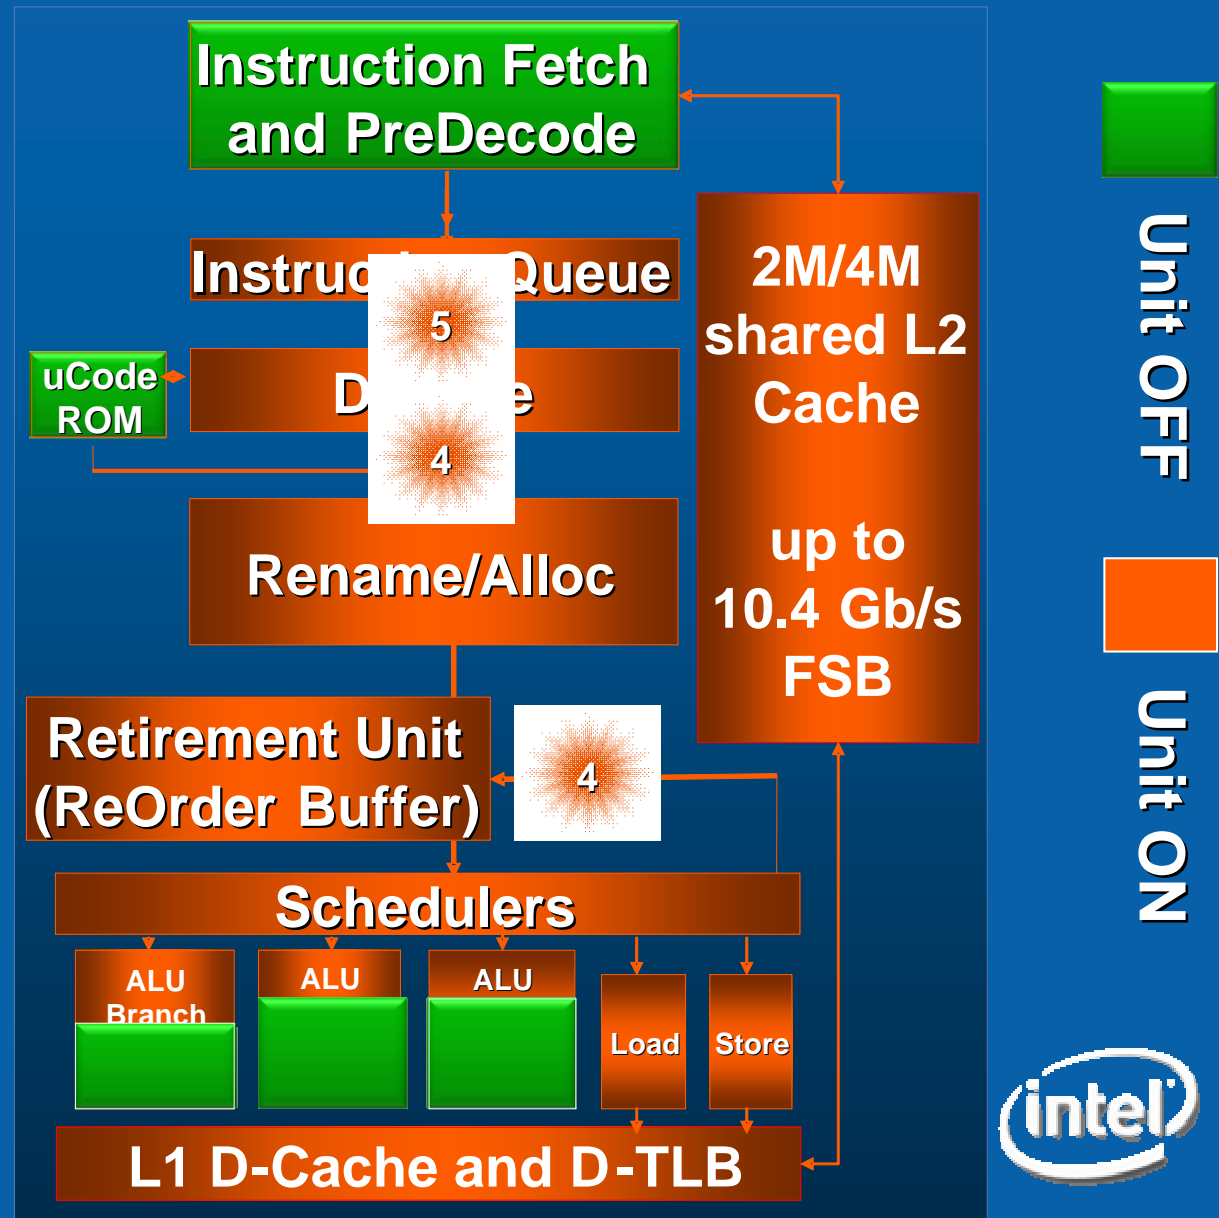 Instruction Fetch
and PreDecode
Queue
5
uCode
ROM
4
Rename/Alloc
2M/4M
shared L2
Cache
up to
10.4 Gb/s
FSB
Retirement Unit
(ReOrder Buffer)
4
Schedulers
ALU
Branch
ALU
ALU
Load
Store
L1 D-Cache and D-TLB
Unit OFF
Unit ON
intel